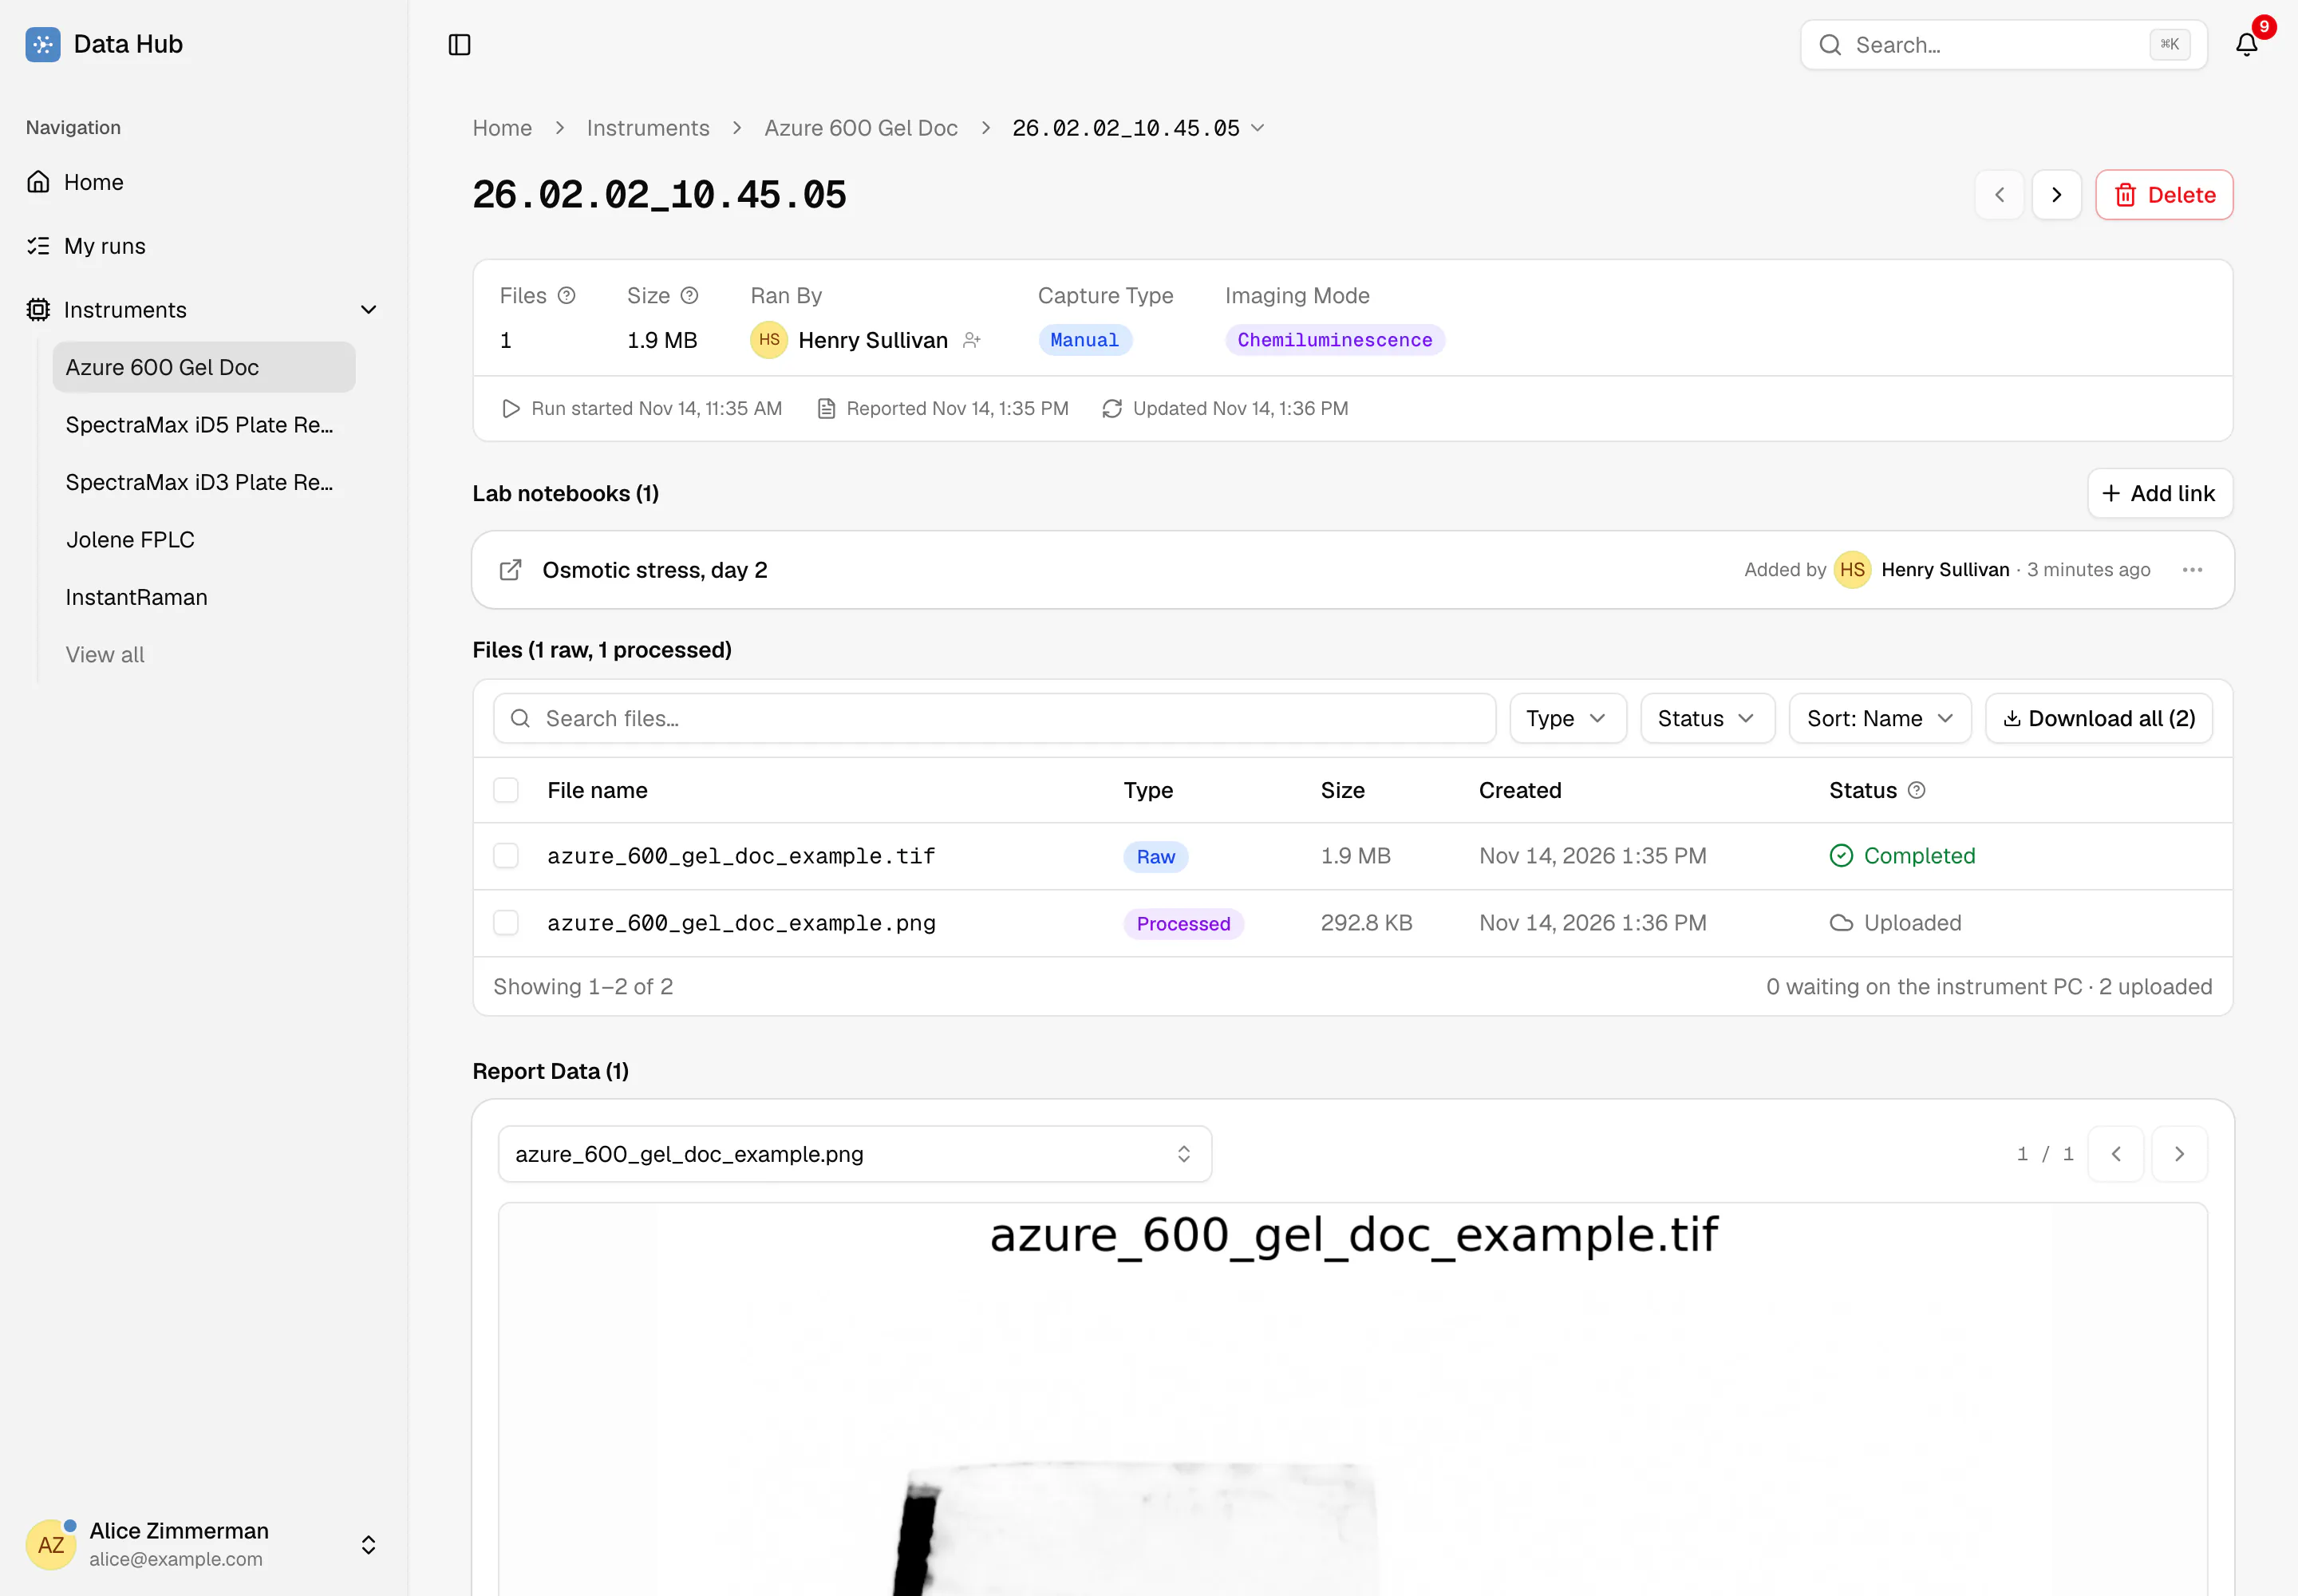 Data Hub
Search...
⌘K
9
Navigation
Home
My runs
Instruments
Azure 600 Gel Doc
SpectraMax iD5 Plate Re...
SpectraMax iD3 Plate Re...
Jolene FPLC
InstantRaman
View all
Home > Instruments > Azure 600 Gel Doc > 26.02.02_10.45.05
26.02.02_10.45.05
Delete
Files Size Ran By Capture Type Imaging Mode
1 1.9 MB HS Henry Sullivan Manual Chemiluminescence
Run started Nov 14, 11:35 AM Reported Nov 14, 1:35 PM Updated Nov 14, 1:36 PM
Lab notebooks (1)
Add link
Osmotic stress, day 2
Added by HS Henry Sullivan · 3 minutes ago
Files (1 raw, 1 processed)
Search files...
Type
Status
Sort: Name
Download all (2)
File name Type Size Created Status
azure_600_gel_doc_example.tif Raw 1.9 MB Nov 14, 2026 1:35 PM Completed
azure_600_gel_doc_example.png Processed 292.8 KB Nov 14, 2026 1:36 PM Uploaded
Showing 1–2 of 2
0 waiting on the instrument PC · 2 uploaded
Report Data (1)
azure_600_gel_doc_example.png
1 / 1
azure_600_gel_doc_example.tif
AZ
Alice Zimmerman
alice@example.com